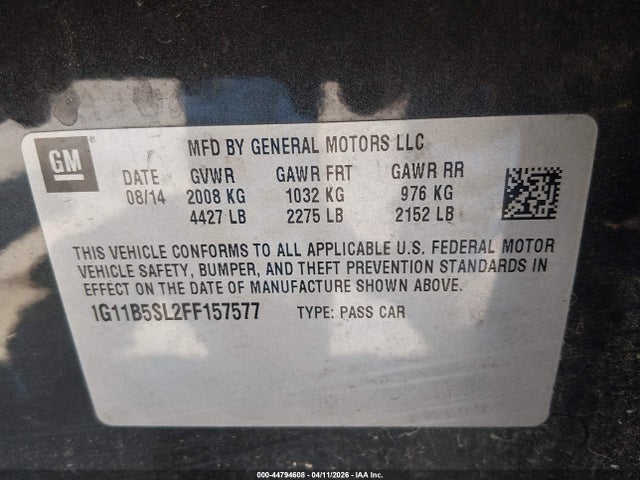 GM
MFD BY GENERAL MOTORS LLC
DATE GVWR GAWR FRT GAWR RR
08/14 2008 KG 1032 KG 976 KG
4427 LB 2275 LB 2152 LB
THIS VEHICLE CONFORMS TO ALL APPLICABLE U.S. FEDERAL MOTOR
VEHICLE SAFETY, BUMPER, AND THEFT PREVENTION STANDARDS IN
EFFECT ON THE DATE OF MANUFACTURE SHOWN ABOVE.
1G11B5SL2FF157577 TYPE: PASS CAR
000-44794608 - 04/11/2026 - IAA Inc.